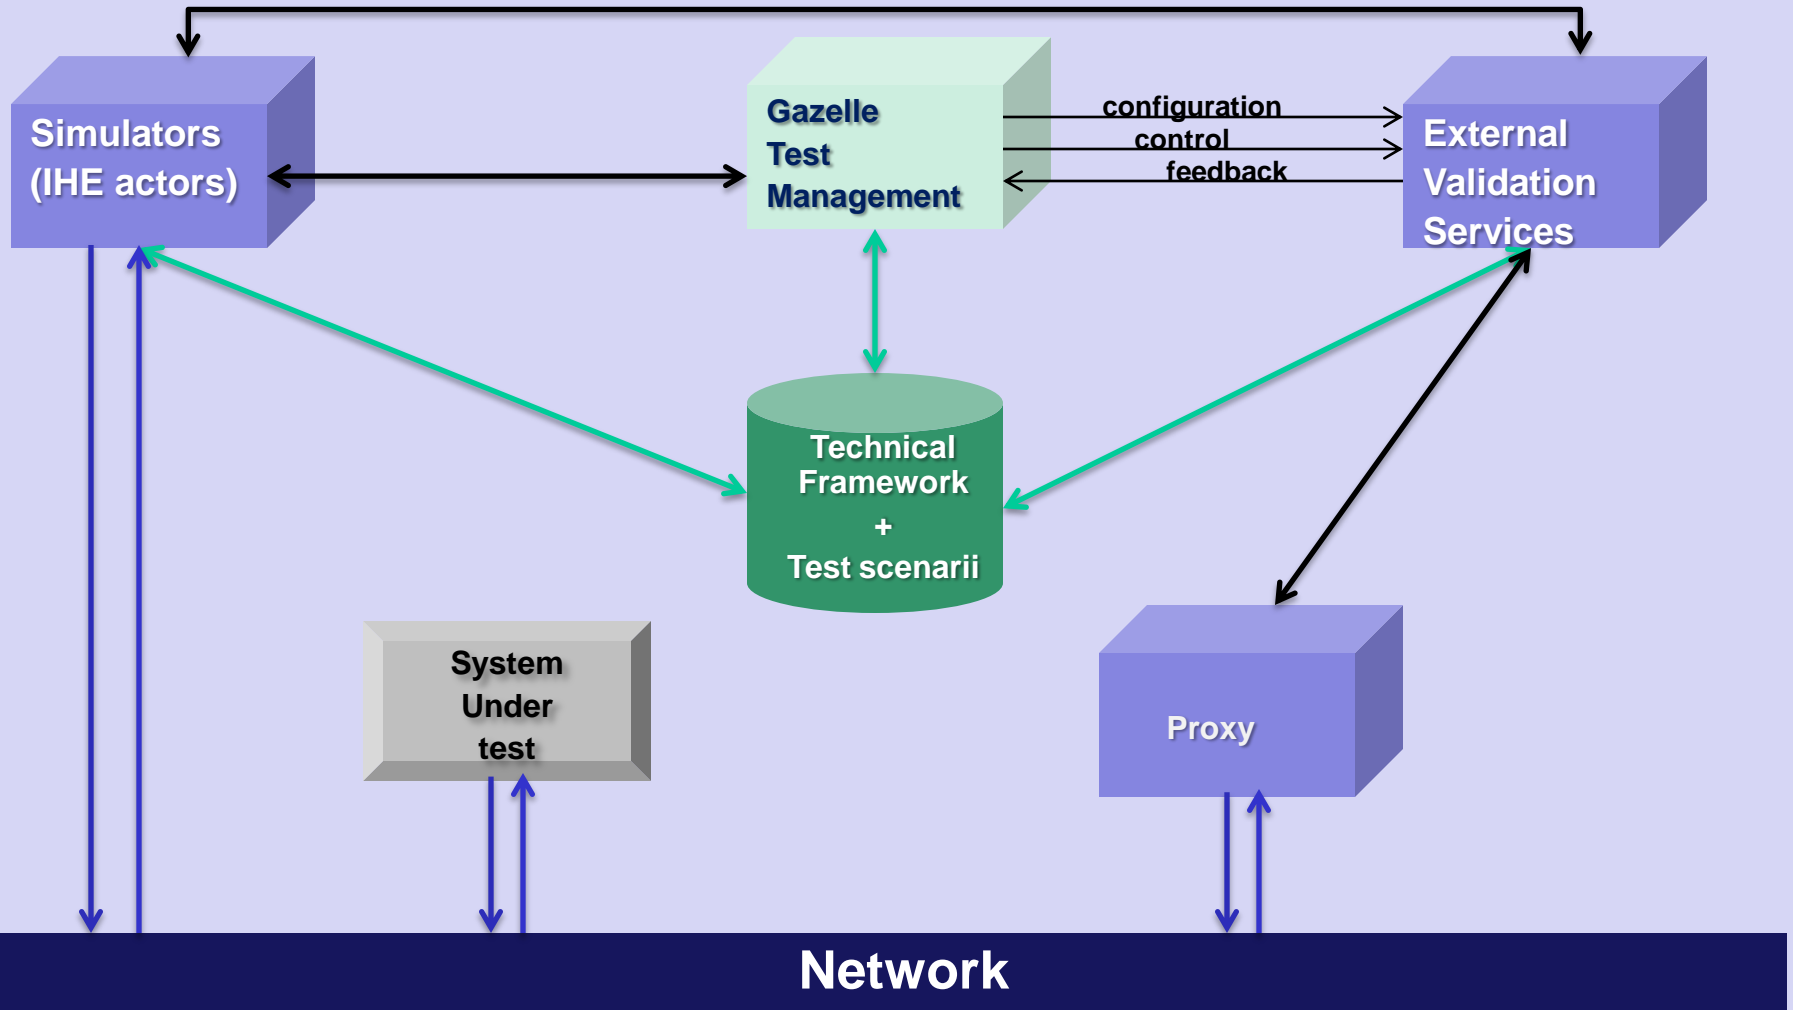 Simulators
(IHE actors)
Gazelle
Test
Management
configuration
control
feedback
External
Validation
Services
Technical
Framework
+
Test scenarii
System
Under
test
Proxy
Network